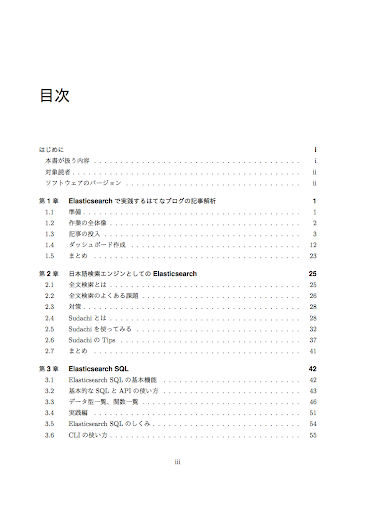 目次
はじめに i
本書が扱う内容 . . . . . . . . . . . . . . . . . . . . . . . . . . . . i
対象読者 . . . . . . . . . . . . . . . . . . . . . . . . . . . . ii
ソフトウェアのバージョン . . . . . . . . . . . . . . . . . . . . . . . . ii
第1章 Elasticsearch で実践するはてなブログの記事解析 1
1.1 準備 . . . . . . . . . . . . . . . . . . . . . . . . . . . . 1
1.2 作業の全体像 . . . . . . . . . . . . . . . . . . . . . . . . 2
1.3 記事の投入 . . . . . . . . . . . . . . . . . . . . . . . . 3
1.4 ダッシュボード作成 . . . . . . . . . . . . . . . . . . . . . . . . 12
1.5 まとめ . . . . . . . . . . . . . . . . . . . . . . . . 23
第2章 日本語検索エンジンとしての Elasticsearch 25
2.1 全文検索とは . . . . . . . . . . . . . . . . . . . . . . . . 25
2.2 全文検索のよくある課題 . . . . . . . . . . . . . . . . . . . . 26
2.3 対策 . . . . . . . . . . . . . . . . . . . . . . . . 28
2.4 Sudachi とは . . . . . . . . . . . . . . . . . . . . . . . . 28
2.5 Sudachi を使ってみる . . . . . . . . . . . . . . . . . . . . 32
2.6 Sudachi の Tips . . . . . . . . . . . . . . . . . . . . 37
2.7 まとめ . . . . . . . . . . . . . . . . . . . . . . . . 41
第3章 Elasticsearch SQL 42
3.1 Elasticsearch SQL の基本機能 . . . . . . . . . . . . . . . . 42
3.2 基本的な SQL と API の使い方 . . . . . . . . . . . . . . . . 43
3.3 データ型一覧、関数一覧 . . . . . . . . . . . . . . . . . . . . 46
3.4 実践編 . . . . . . . . . . . . . . . . . . . . . . . . 51
3.5 Elasticsearch SQL のしくみ . . . . . . . . . . . . . . . . 54
3.6 CLI の使い方 . . . . . . . . . . . . . . . . . . . . 55
iii